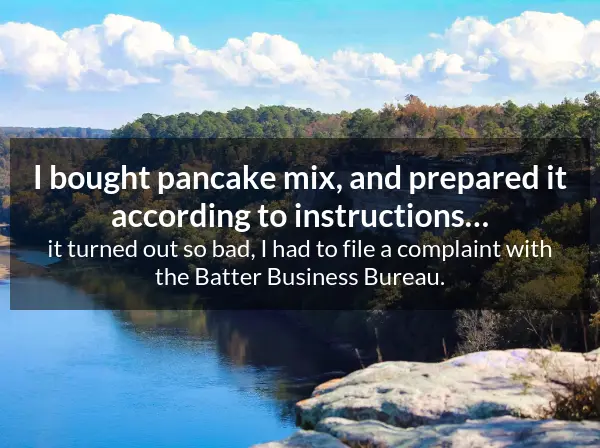 I bought pancake mix, and prepared it
according to instructions...
it turned out so bad, I had to file a complaint with
the Batter Business Bureau.